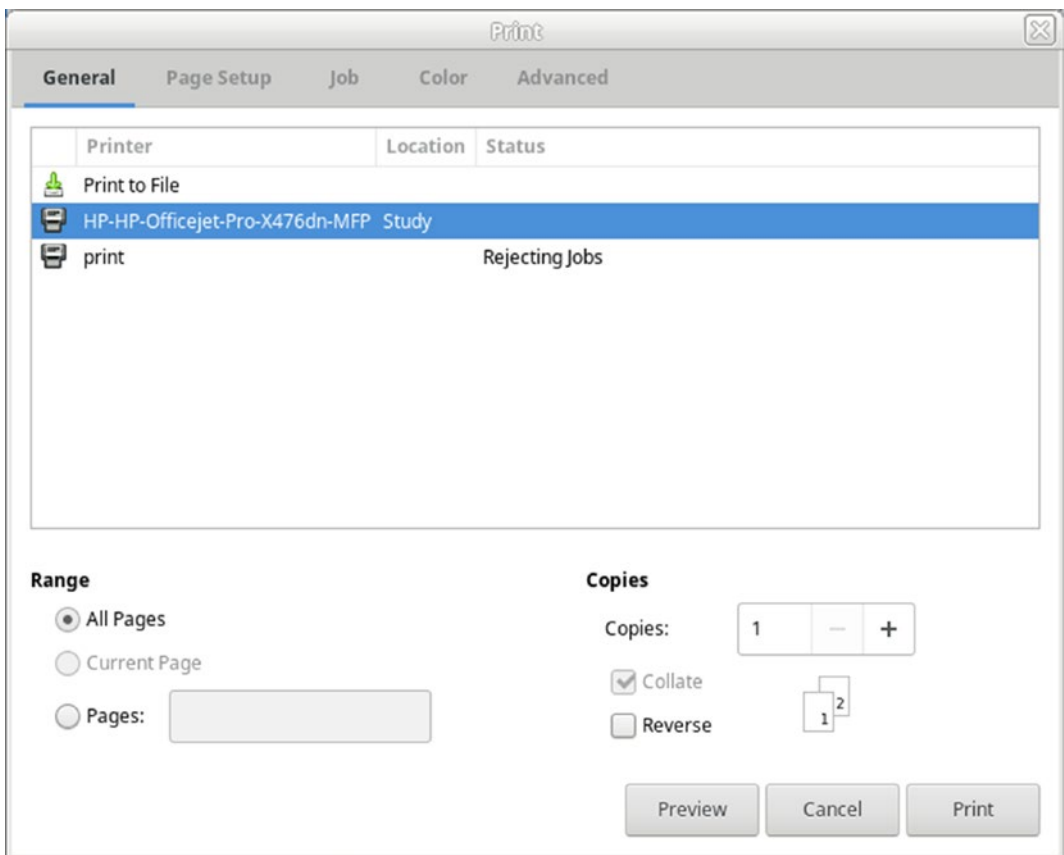 Print
General Page Setup Job Color Advanced
Printer Location Status
Print to File
HP-HP-Officejet-Pro-X476dn-MFP Study
print Rejecting Jobs
Range Copies
All Pages Copies: 1 − +
Current Page Collate
Pages: Reverse
1 2
Preview Cancel Print